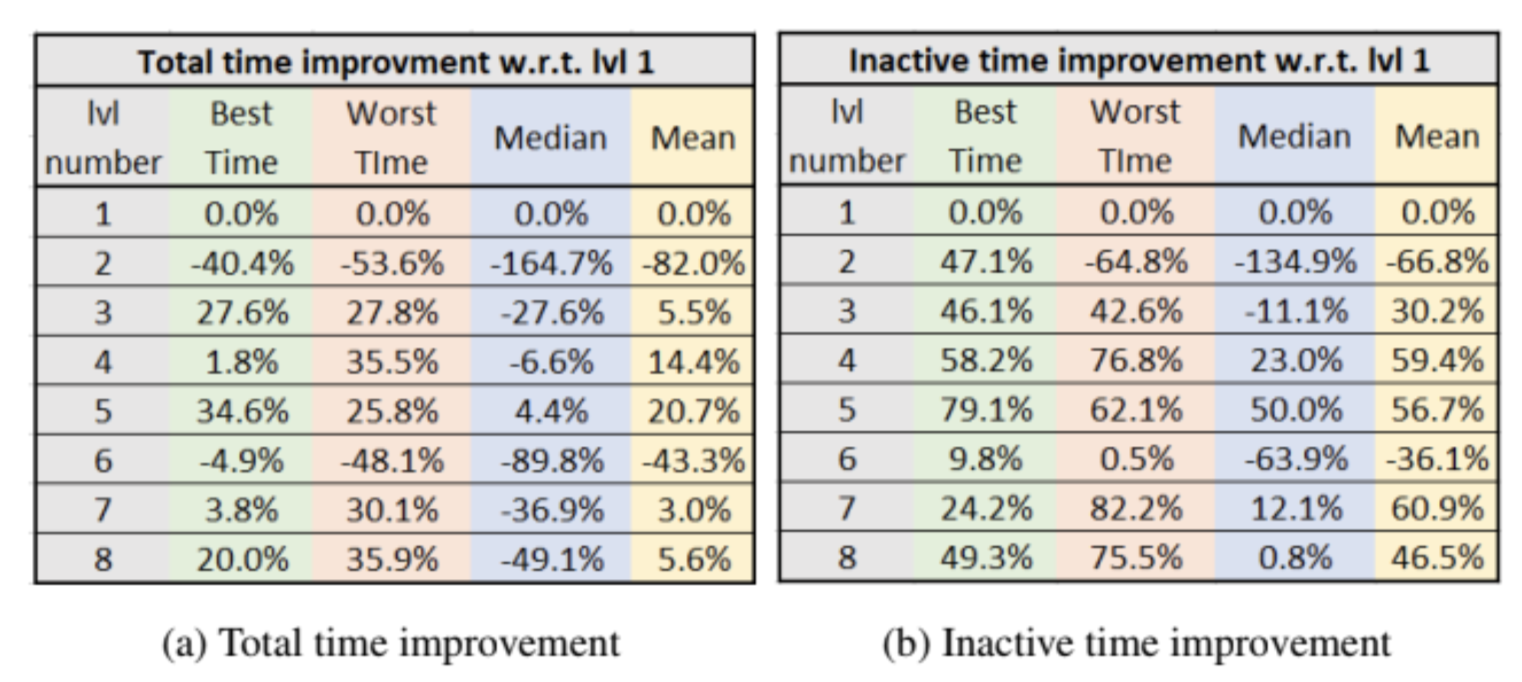 Total time improvment w.r.t. lvl 1
lvl number Best Time Worst TIme Median Mean
1 0.0% 0.0% 0.0% 0.0%
2 -40.4% -53.6% -164.7% -82.0%
3 27.6% 27.8% -27.6% 5.5%
4 1.8% 35.5% -6.6% 14.4%
5 34.6% 25.8% 4.4% 20.7%
6 -4.9% -48.1% -89.8% -43.3%
7 3.8% 30.1% -36.9% 3.0%
8 20.0% 35.9% -49.1% 5.6%
(a) Total time improvement
Inactive time improvement w.r.t. lvl 1
lvl number Best Time Worst TIme Median Mean
1 0.0% 0.0% 0.0% 0.0%
2 47.1% -64.8% -134.9% -66.8%
3 46.1% 42.6% -11.1% 30.2%
4 58.2% 76.8% 23.0% 59.4%
5 79.1% 62.1% 50.0% 56.7%
6 9.8% 0.5% -63.9% -36.1%
7 24.2% 82.2% 12.1% 60.9%
8 49.3% 75.5% 0.8% 46.5%
(b) Inactive time improvement